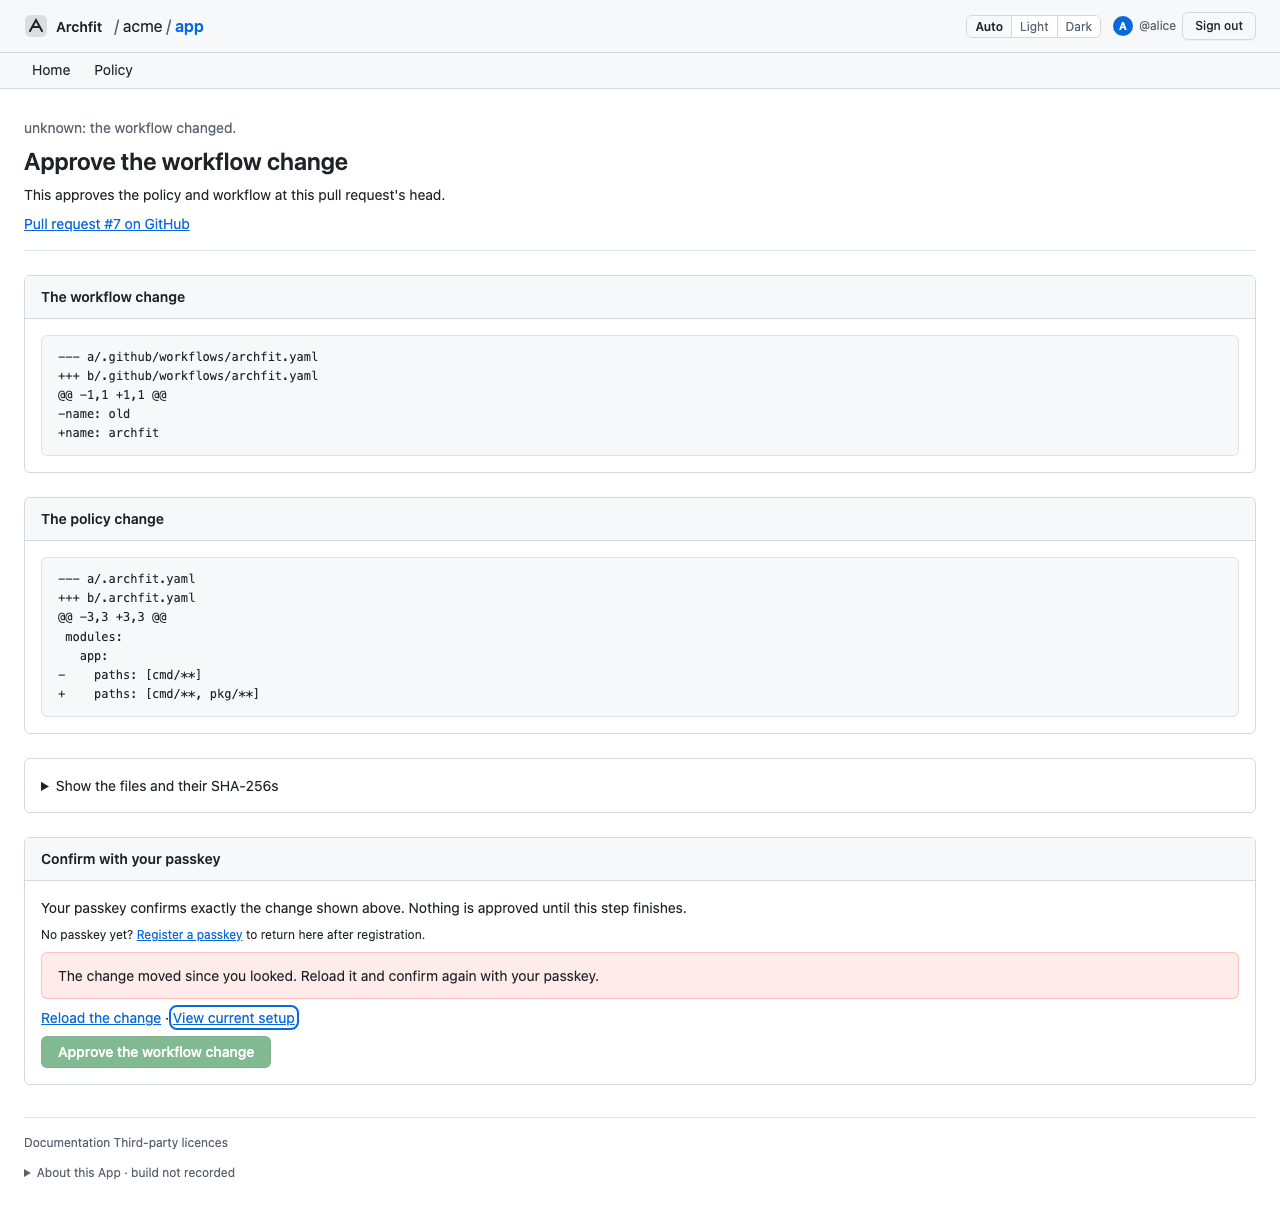 Archfit / acme / app
Auto Light Dark A @alice Sign out
Home Policy
unknown: the workflow changed.
Approve the workflow change
This approves the policy and workflow at this pull request's head.
Pull request #7 on GitHub
The workflow change
--- a/.github/workflows/archfit.yaml
+++ b/.github/workflows/archfit.yaml
@@ -1,1 +1,1 @@
-name: old
+name: archfit
The policy change
--- a/.archfit.yaml
+++ b/.archfit.yaml
@@ -3,3 +3,3 @@
 modules:
   app:
-    paths: [cmd/**]
+    paths: [cmd/**, pkg/**]
Show the files and their SHA-256s
Confirm with your passkey
Your passkey confirms exactly the change shown above. Nothing is approved until this step finishes.
No passkey yet? Register a passkey to return here after registration.
The change moved since you looked. Reload it and confirm again with your passkey.
Reload the change · View current setup
Approve the workflow change
Documentation Third-party licences
About this App · build not recorded